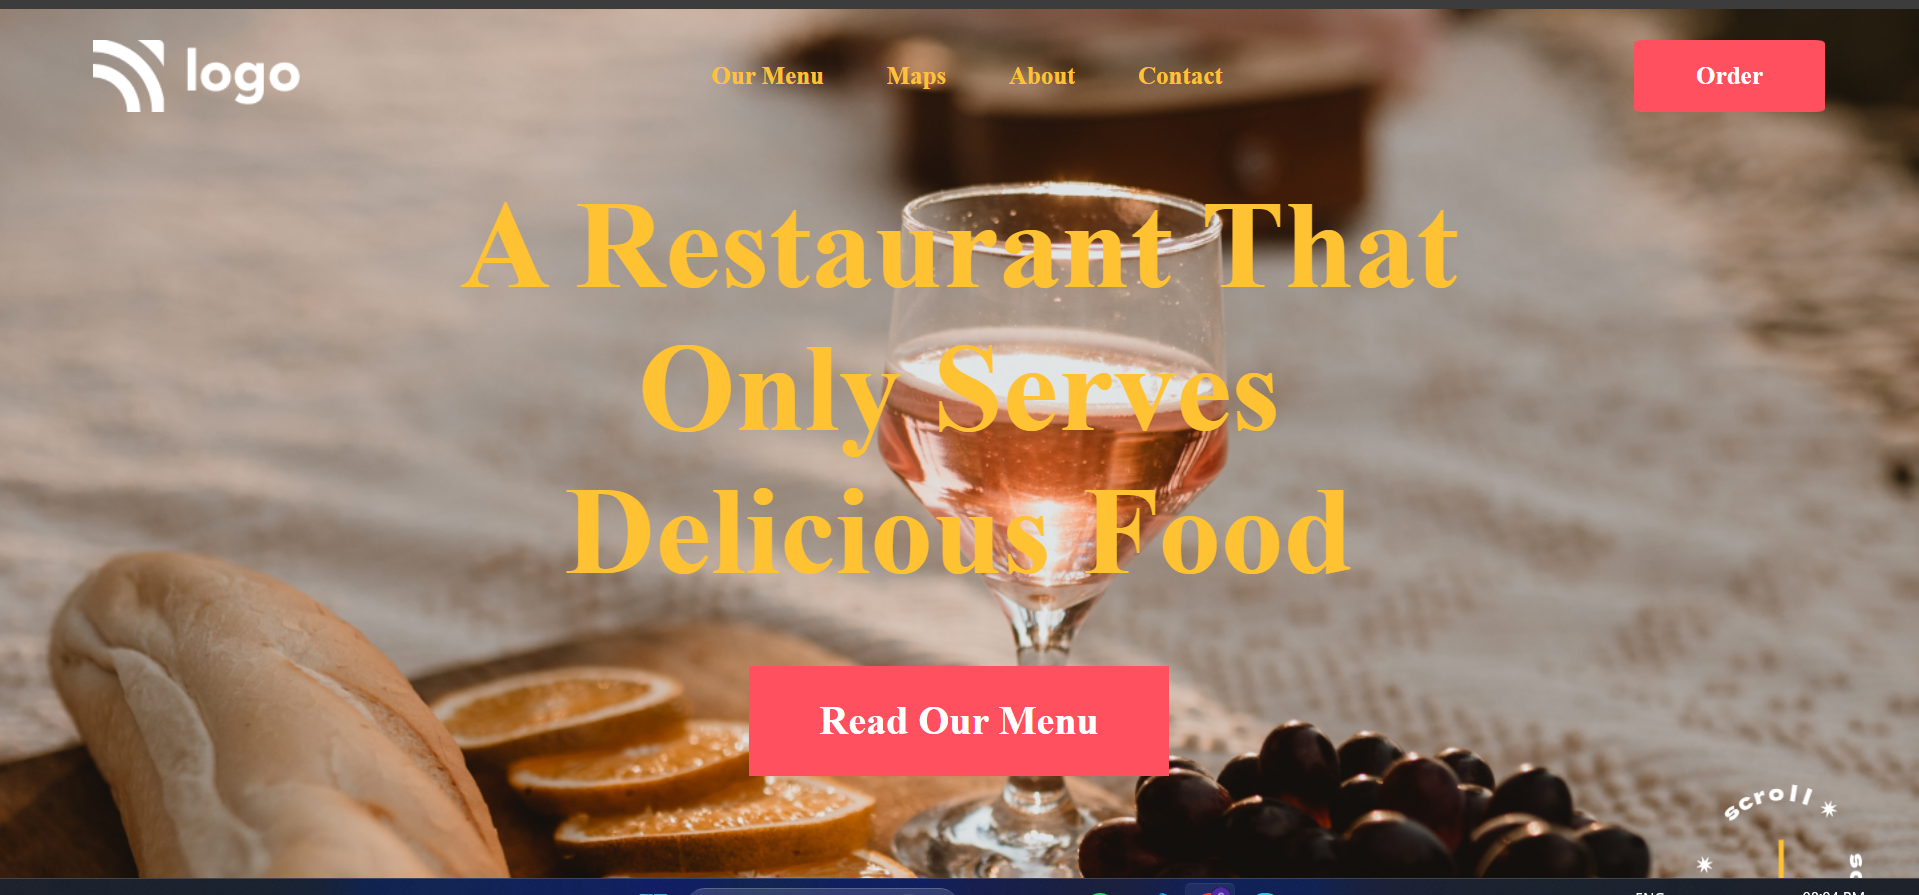 logo
Our Menu Maps About Contact
Order
A Restaurant That
Only Serves
Delicious Food
Read Our Menu
scroll